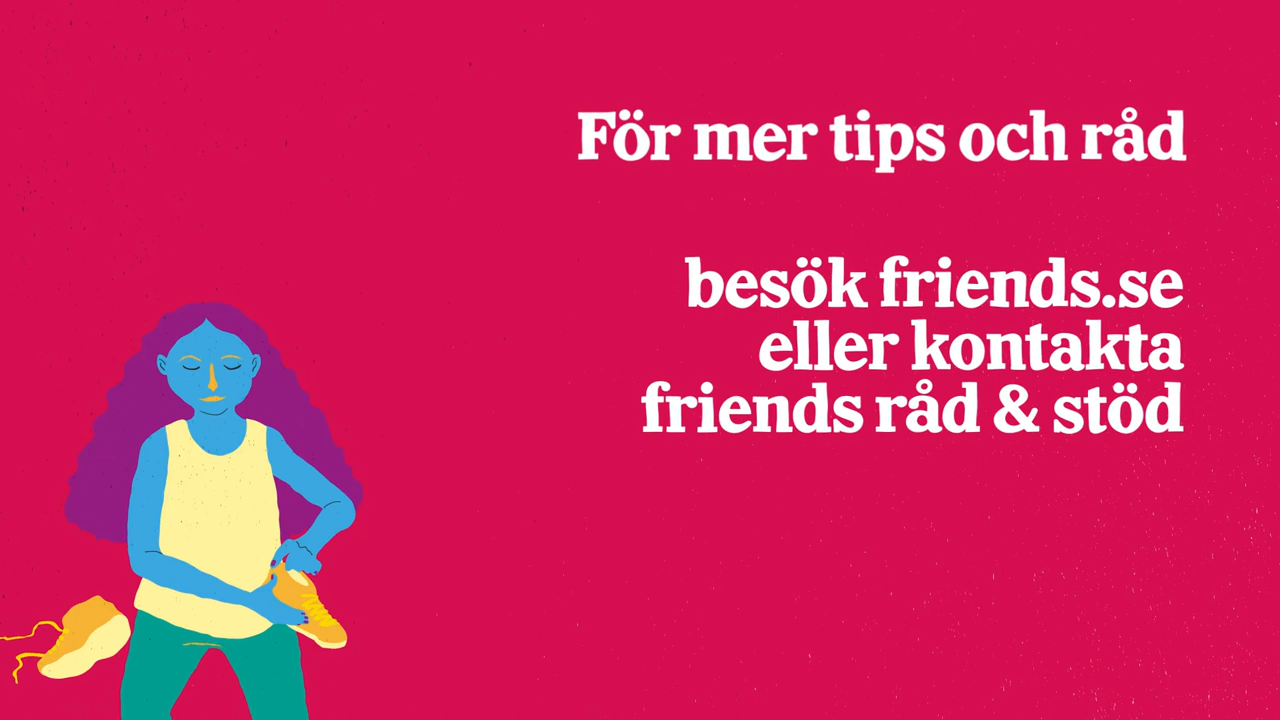 För mer tips och råd
besök friends.se
eller kontakta
friends råd & stöd